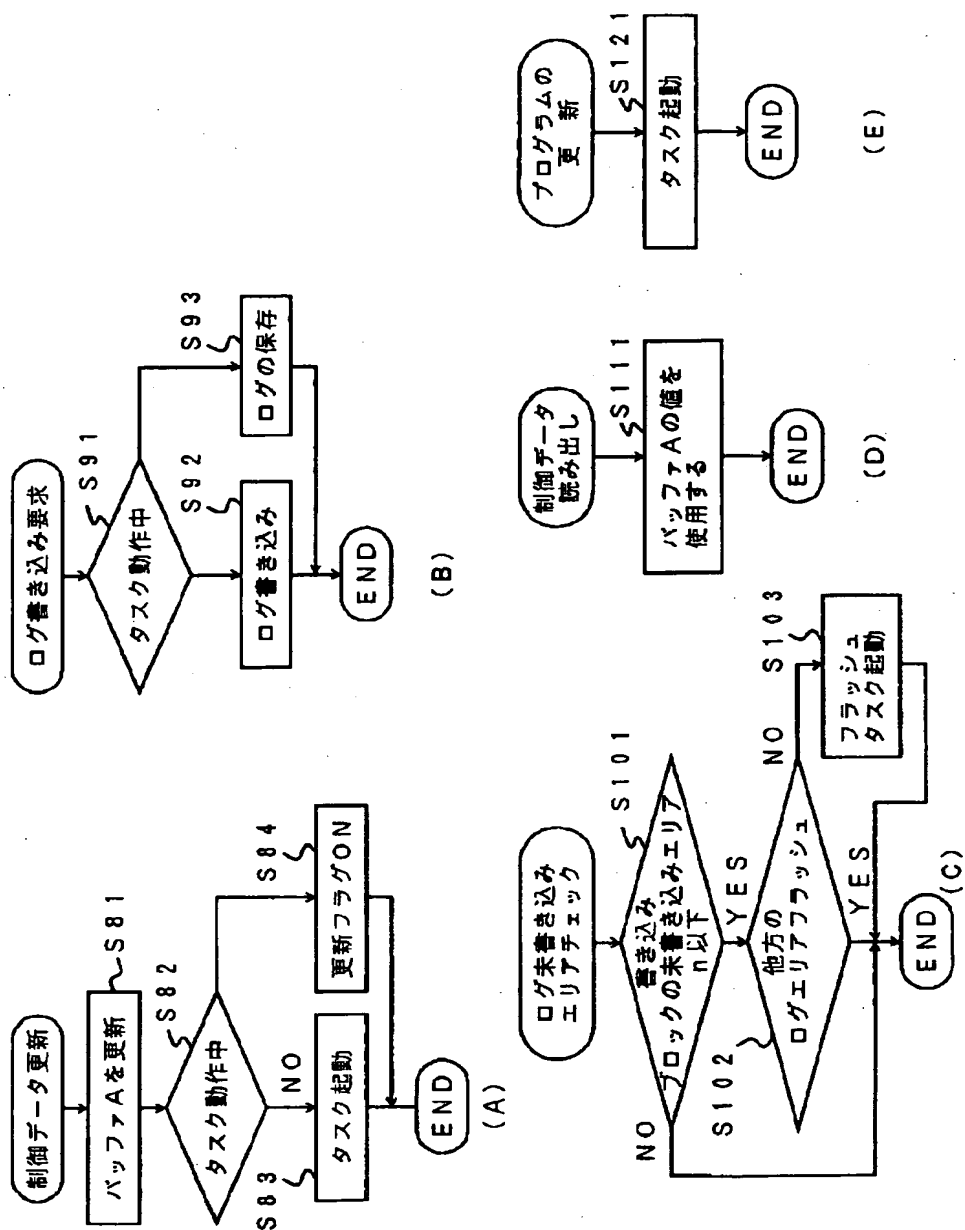 制御データ更新
バッファAを更新
S81
タスク動作中
S82
NO
タスク起動
S83
更新フラグON
S84
END
(A)
ログ書き込み要求
タスク動作中
S91
ログ書き込み
S92
ログの保存
S93
END
(B)
ログ未書き込み
エリアチェック
書き込み
ブロックの未書き込みエリア
n以下
S101
NO
YES
他方の
ログエリアフラッシュ
S102
NO
YES
フラッシュ
タスク起動
S103
END
(C)
制御データ
読み出し
バッファAの値を
使用する
S111
END
(D)
プログラムの
更新
タスク起動
S121
END
(E)